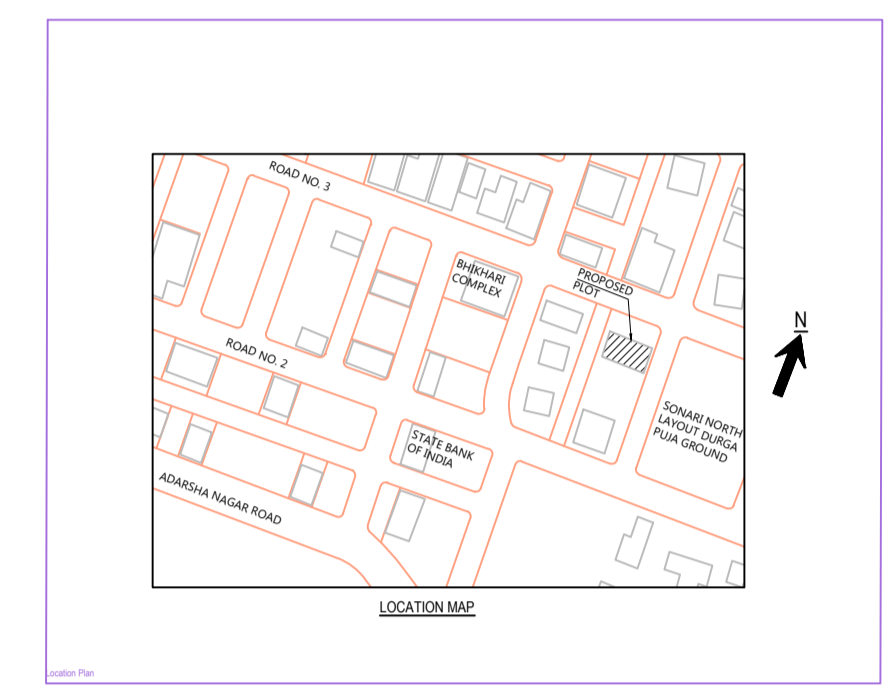 ROAD NO. 3
BHIKHARI
COMPLEX
PROPOSED
PLOT
N
ROAD NO. 2
SONARI NORTH
LAYOUT DURGA
PUJA GROUND
STATE BANK
OF INDIA
ADARSHA NAGAR ROAD
LOCATION MAP
Location Plan